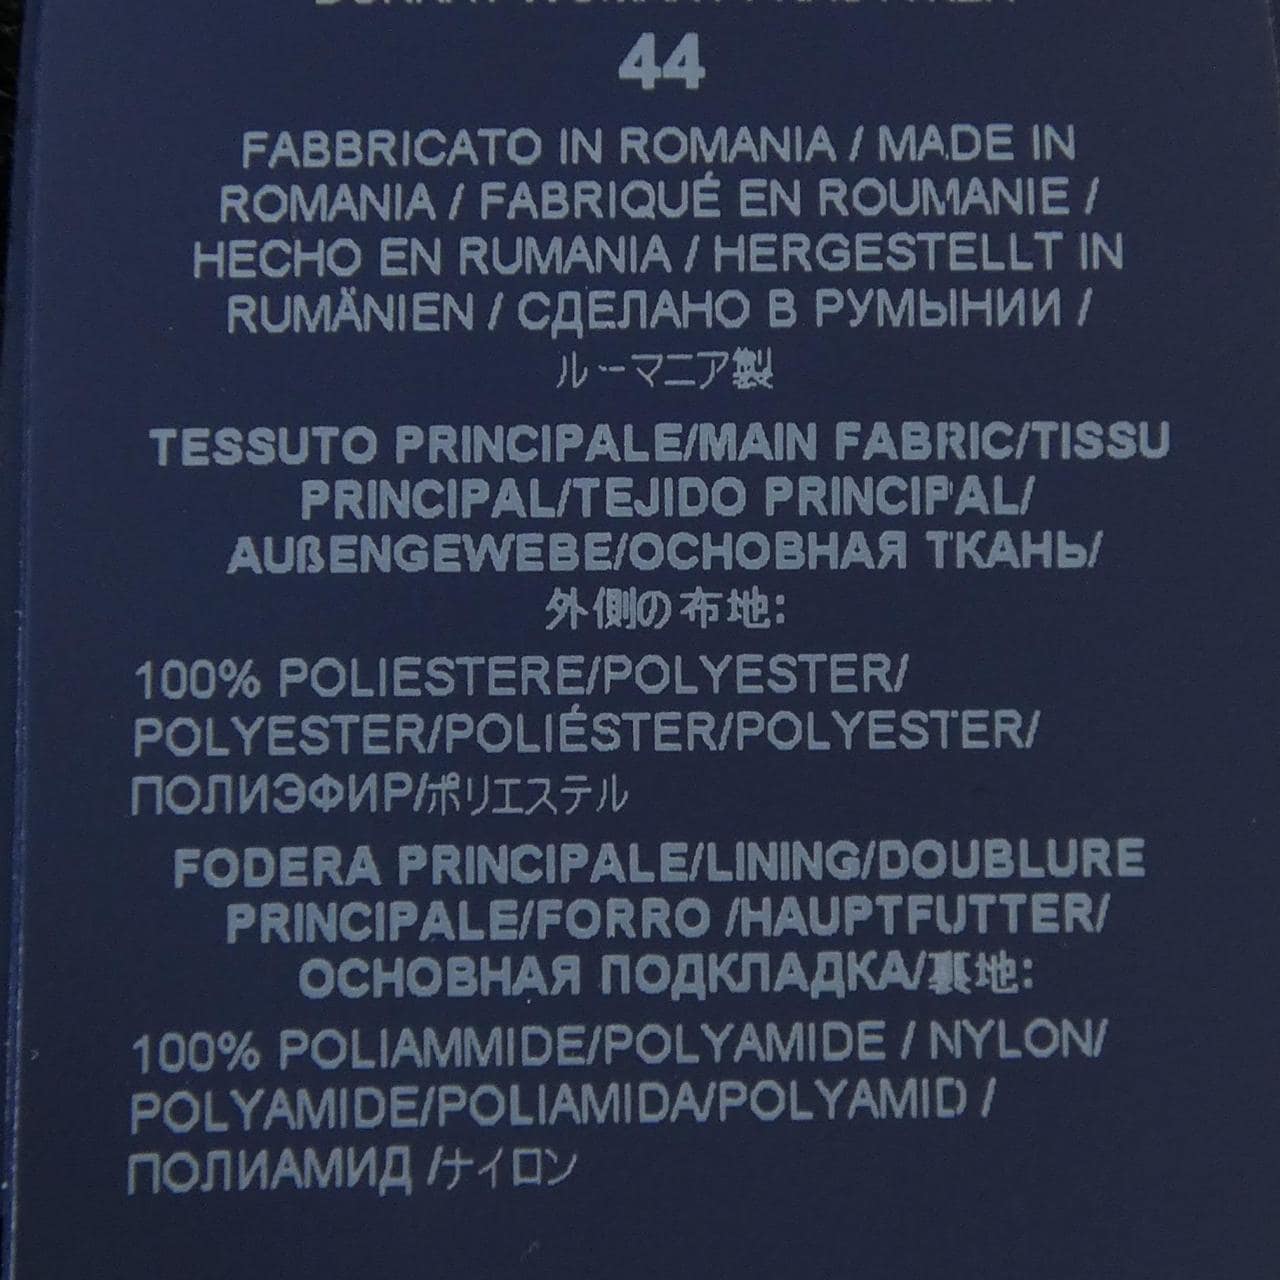 44
FABBRICATO IN ROMANIA / MADE IN
ROMANIA / FABRIQUÉ EN ROUMANIE /
HECHO EN RUMANIA / HERGESTELLT IN
RUMÄNIEN / СДЕЛАНО В РУМЫНИИ /
ルーマニア製
TESSUTO PRINCIPALE/MAIN FABRIC/TISSU
PRINCIPAL/TEJIDO PRINCIPAL/
AUßENGEWEBE/ОСНОВНАЯ ТКАНЬ/
外側の布地:
100% POLIESTERE/POLYESTER/
POLYESTER/POLIÉSTER/POLYESTER/
ПОЛИЭФИР/ポリエステル
FODERA PRINCIPALE/LINING/DOUBLURE
PRINCIPALE/FORRO /HAUPTFUTTER/
ОСНОВНАЯ ПОДКЛАДКА/裏地:
100% POLIAMMIDE/POLYAMIDE / NYLON/
POLYAMIDE/POLIAMIDA/POLYAMID /
ПОЛИАМИД /ナイロン